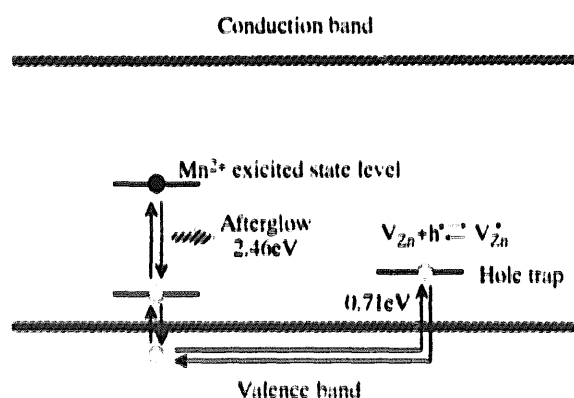 Conduction band
Mn²⁺ exicited state level
Afterglow
2.46eV
V_Zn + h• ⇌ V•_Zn
Hole trap
0.71eV
Valence band